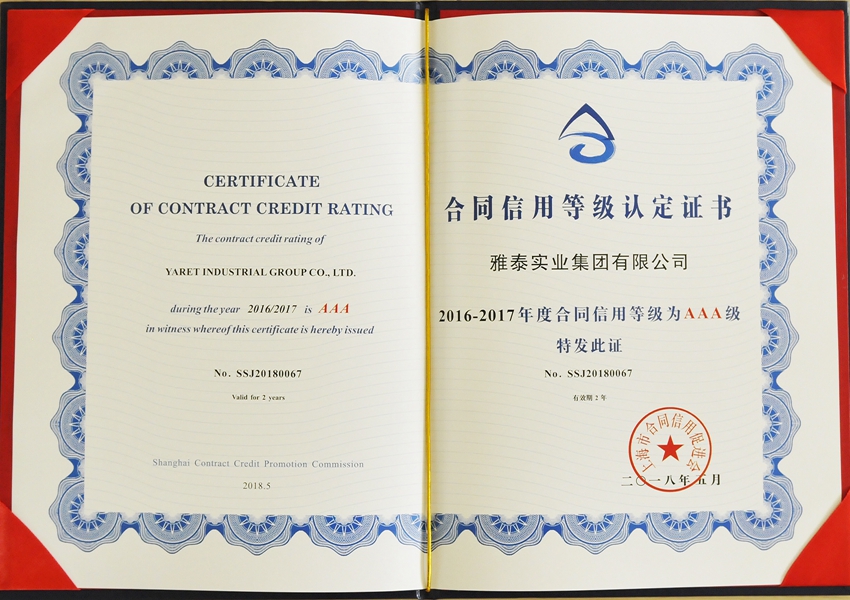 CERTIFICATE
OF CONTRACT CREDIT RATING
The contract credit rating of
YARET INDUSTRIAL GROUP CO., LTD.
during the year 2016/2017 is AAA
in witness whereof this certificate is hereby issued
No. SSJ20180067
Valid for 2 years
Shanghai Contract Credit Promotion Commission
2018.5
合同信用等级认定证书
雅泰实业集团有限公司
2016-2017年度合同信用等级为AAA级
特发此证
No. SSJ20180067
有效期2年
上海市合同信用促进会
二〇一八年五月